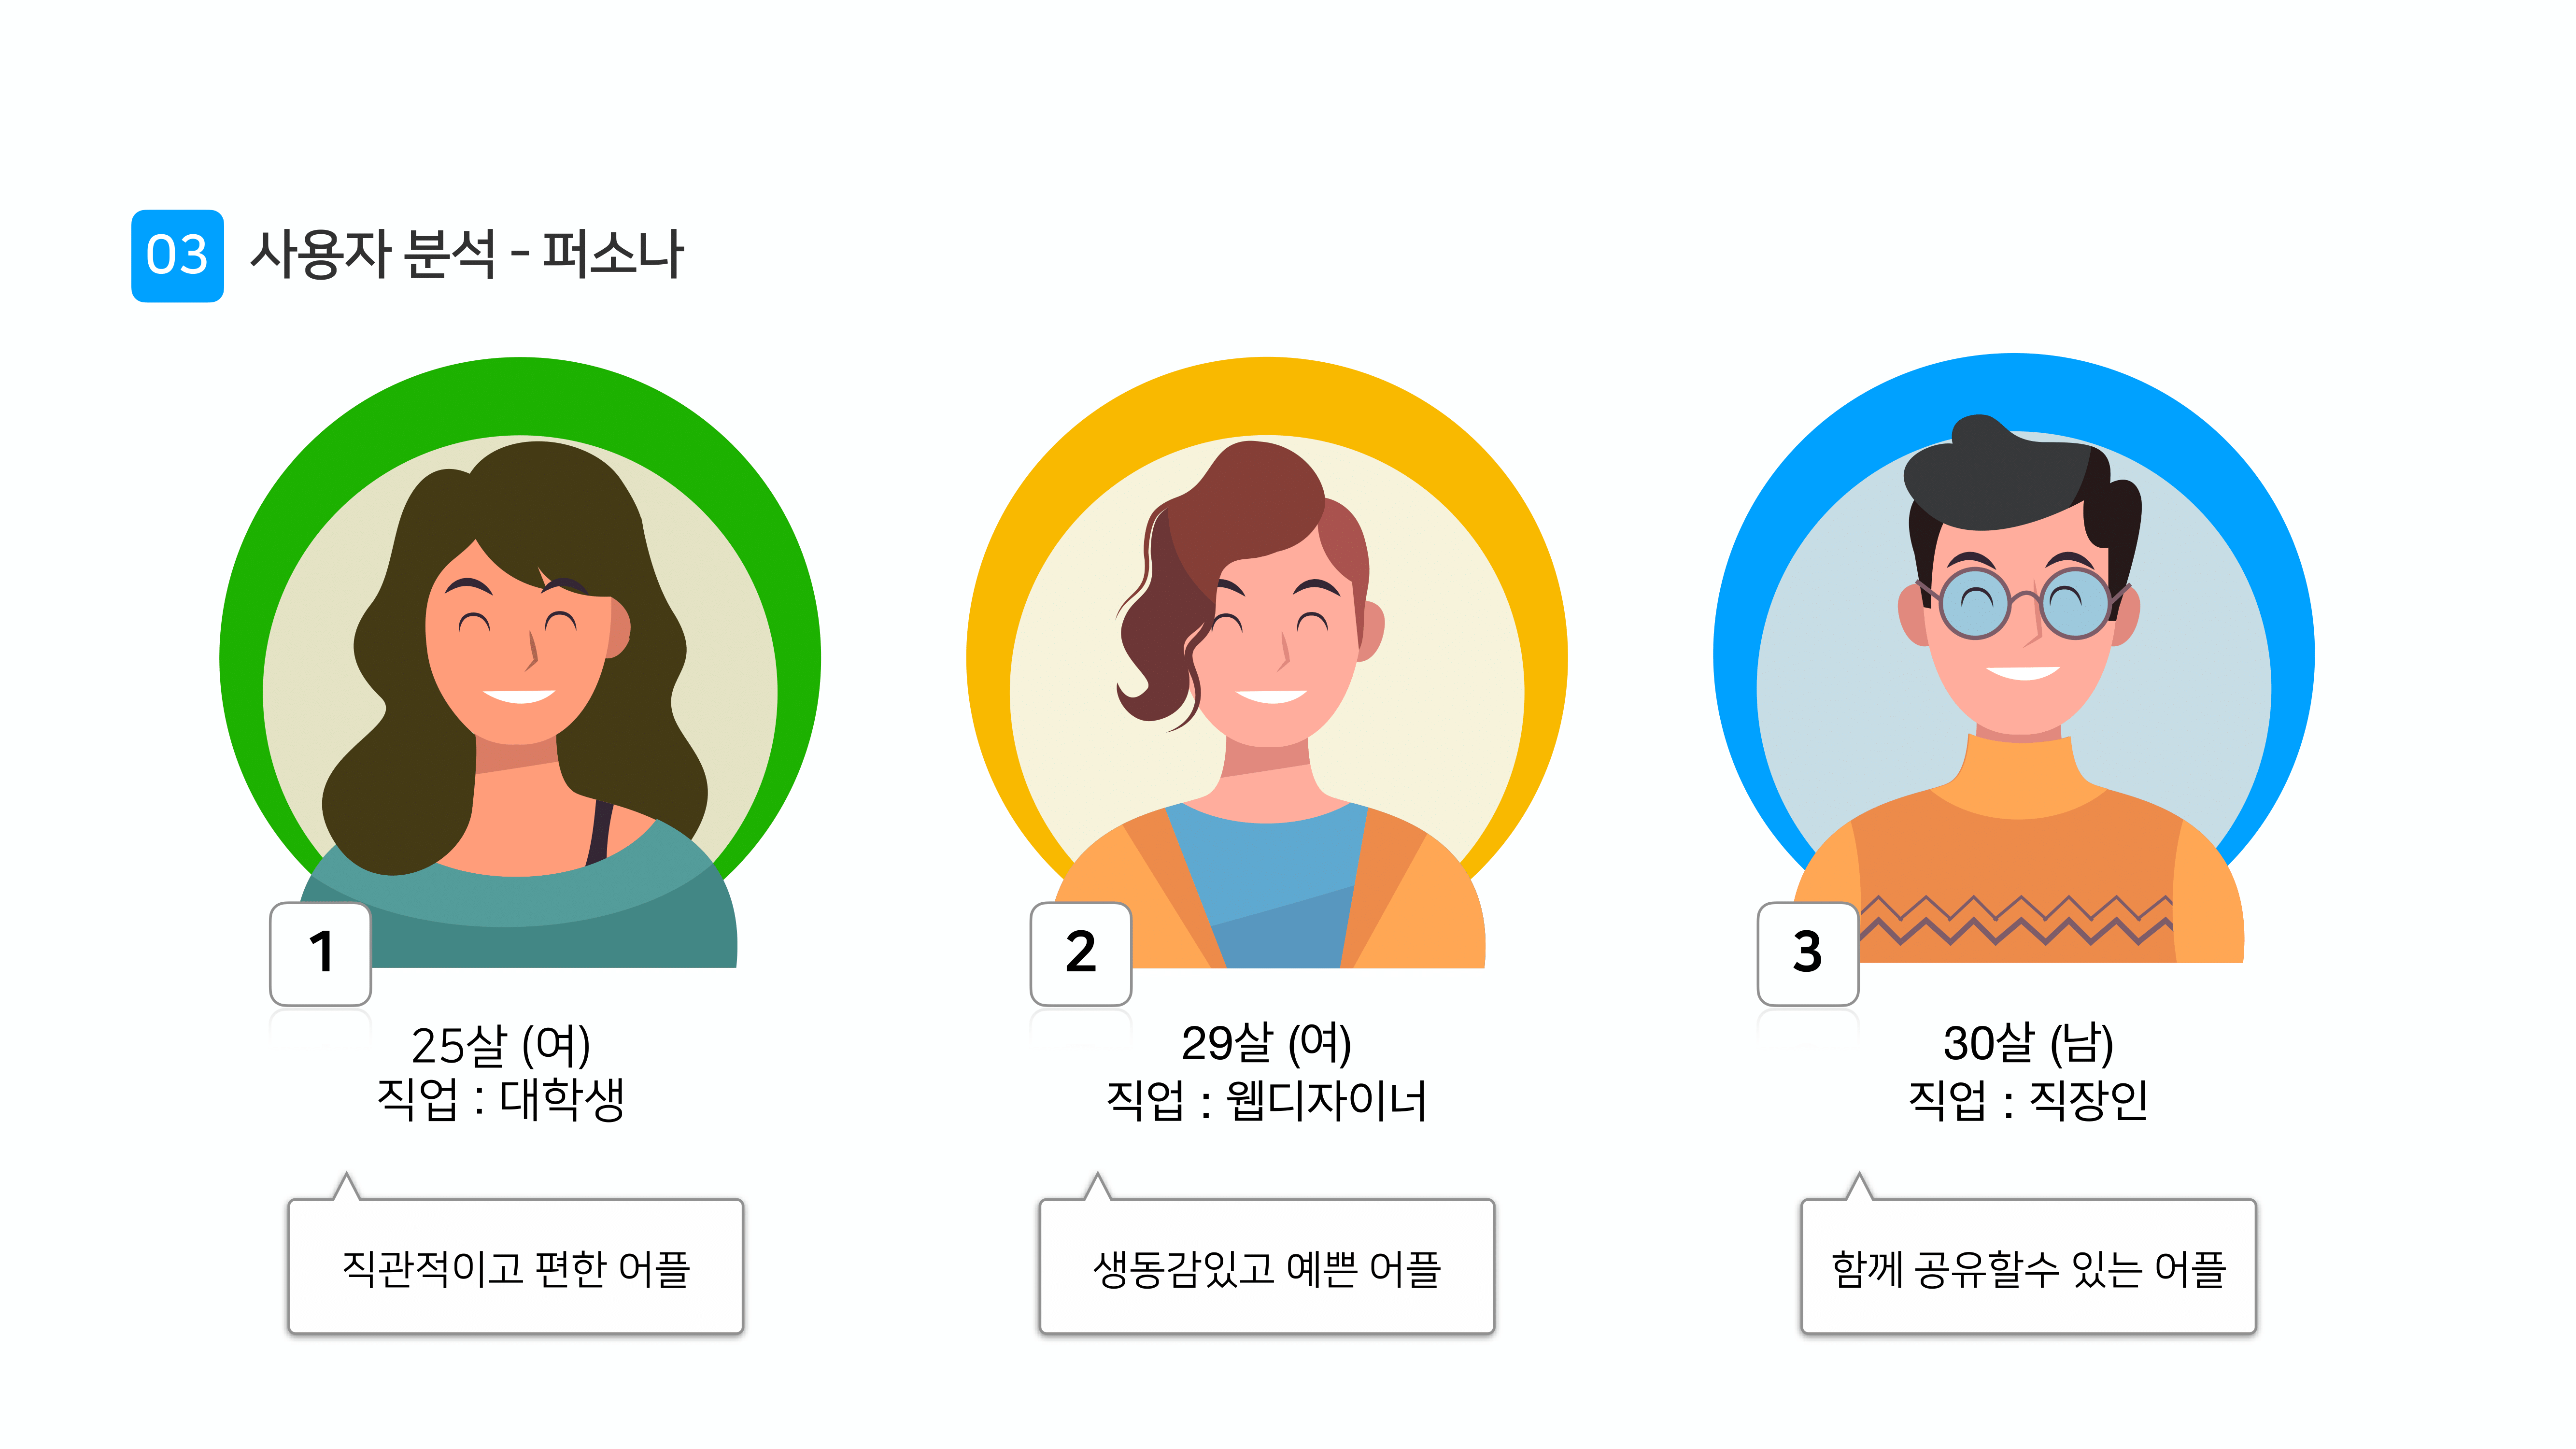 03 사용자 분석 - 퍼소나
1
25살 (여)
직업 : 대학생
직관적이고 편한 어플
2
29살 (여)
직업 : 웹디자이너
생동감있고 예쁜 어플
3
30살 (남)
직업 : 직장인
함께 공유할수 있는 어플